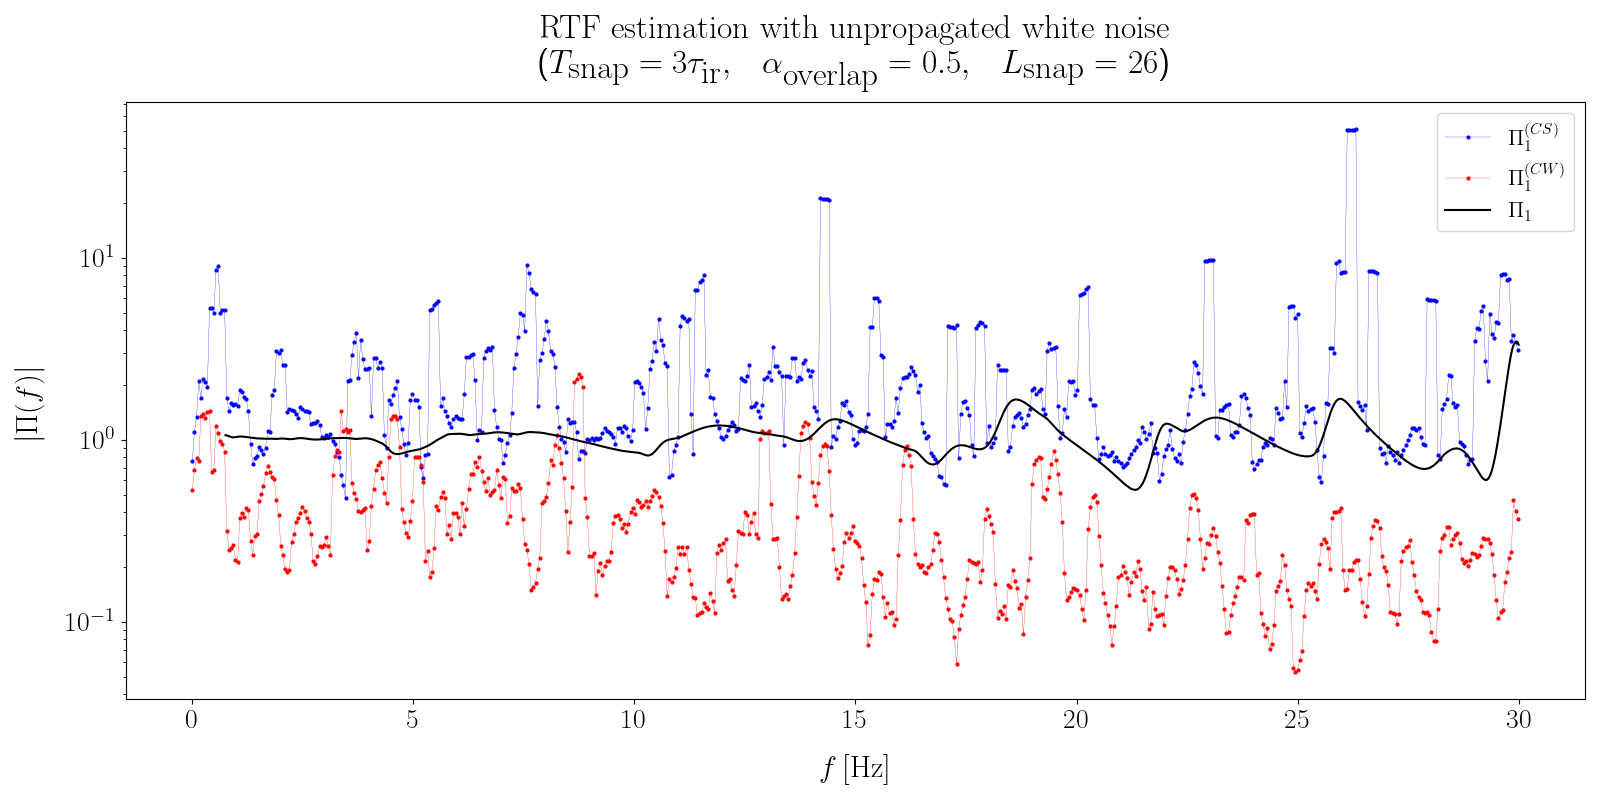 RTF estimation with unpropagated white noise
(T_snap = 3τ_ir, α_overlap = 0.5, L_snap = 26)
Π_1^(CS)
Π_1^(CW)
Π_1
|Π(f)|
10^1
10^0
10^−1
0 5 10 15 20 25 30
f [Hz]